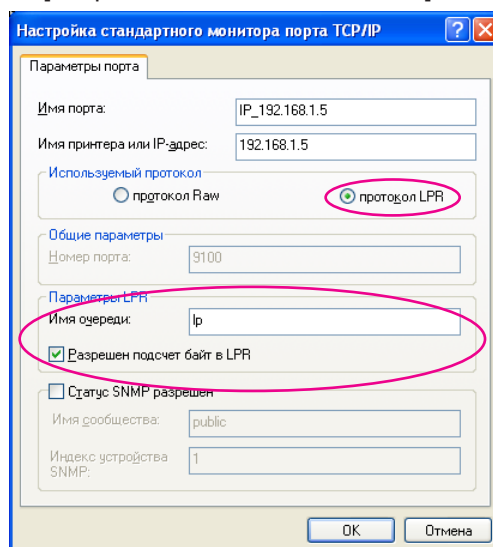 Настройка стандартного монитора порта TCP/IP
Параметры порта
Имя порта: IP_192.168.1.5
Имя принтера или IP-адрес: 192.168.1.5
Используемый протокол
протокол Raw протокол LPR
Общие параметры
Номер порта: 9100
Параметры LPR
Имя очереди: lp
Разрешен подсчет байт в LPR
Статус SNMP разрешен
Имя сообщества: public
Индекс устройства SNMP: 1
OK Отмена